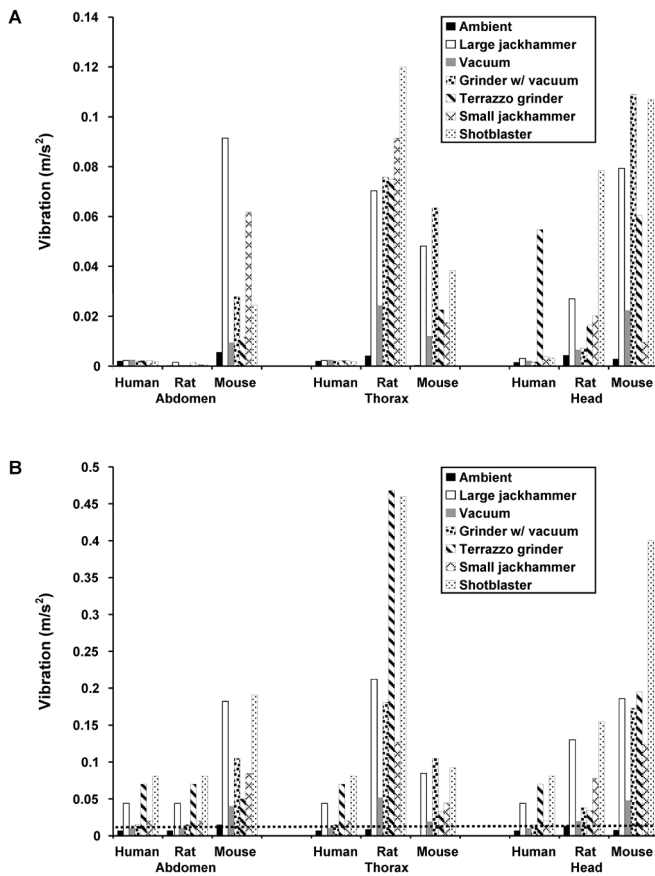 A
0.14
0.12
0.1
0.08
0.06
0.04
0.02
0
Vibration (m/s²)
Ambient
Large jackhammer
Vacuum
Grinder w/ vacuum
Terrazzo grinder
Small jackhammer
Shotblaster
Human Rat Mouse Human Rat Mouse Human Rat Mouse
Abdomen Thorax Head
B
0.5
0.45
0.4
0.35
0.3
0.25
0.2
0.15
0.1
0.05
0
Vibration (m/s²)
Ambient
Large jackhammer
Vacuum
Grinder w/ vacuum
Terrazzo grinder
Small jackhammer
Shotblaster
Human Rat Mouse Human Rat Mouse Human Rat Mouse
Abdomen Thorax Head